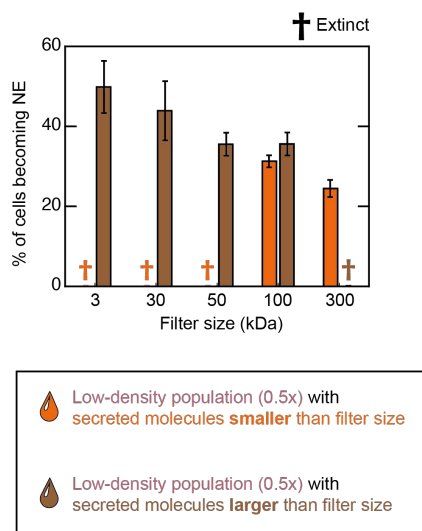 † Extinct
% of cells becoming NE
60
40
20
0
† † † †
3 30 50 100 300
Filter size (kDa)
Low-density population (0.5x) with
secreted molecules smaller than filter size
Low-density population (0.5x) with
secreted molecules larger than filter size